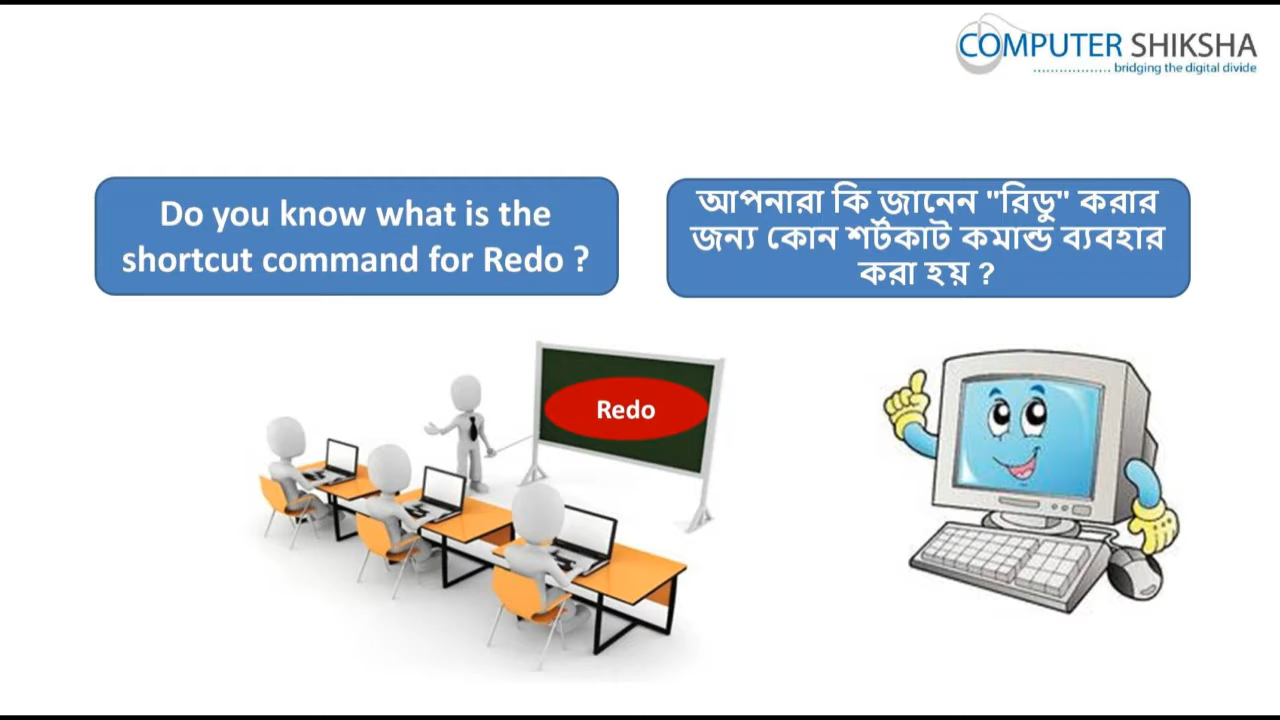 COMPUTER SHIKSHA
.................. bridging the digital divide
Do you know what is the
shortcut command for Redo ?
আপনারা কি জানেন "রিডু" করার
জন্য কোন শর্টকাট কমান্ড ব্যবহার
করা হয় ?
Redo